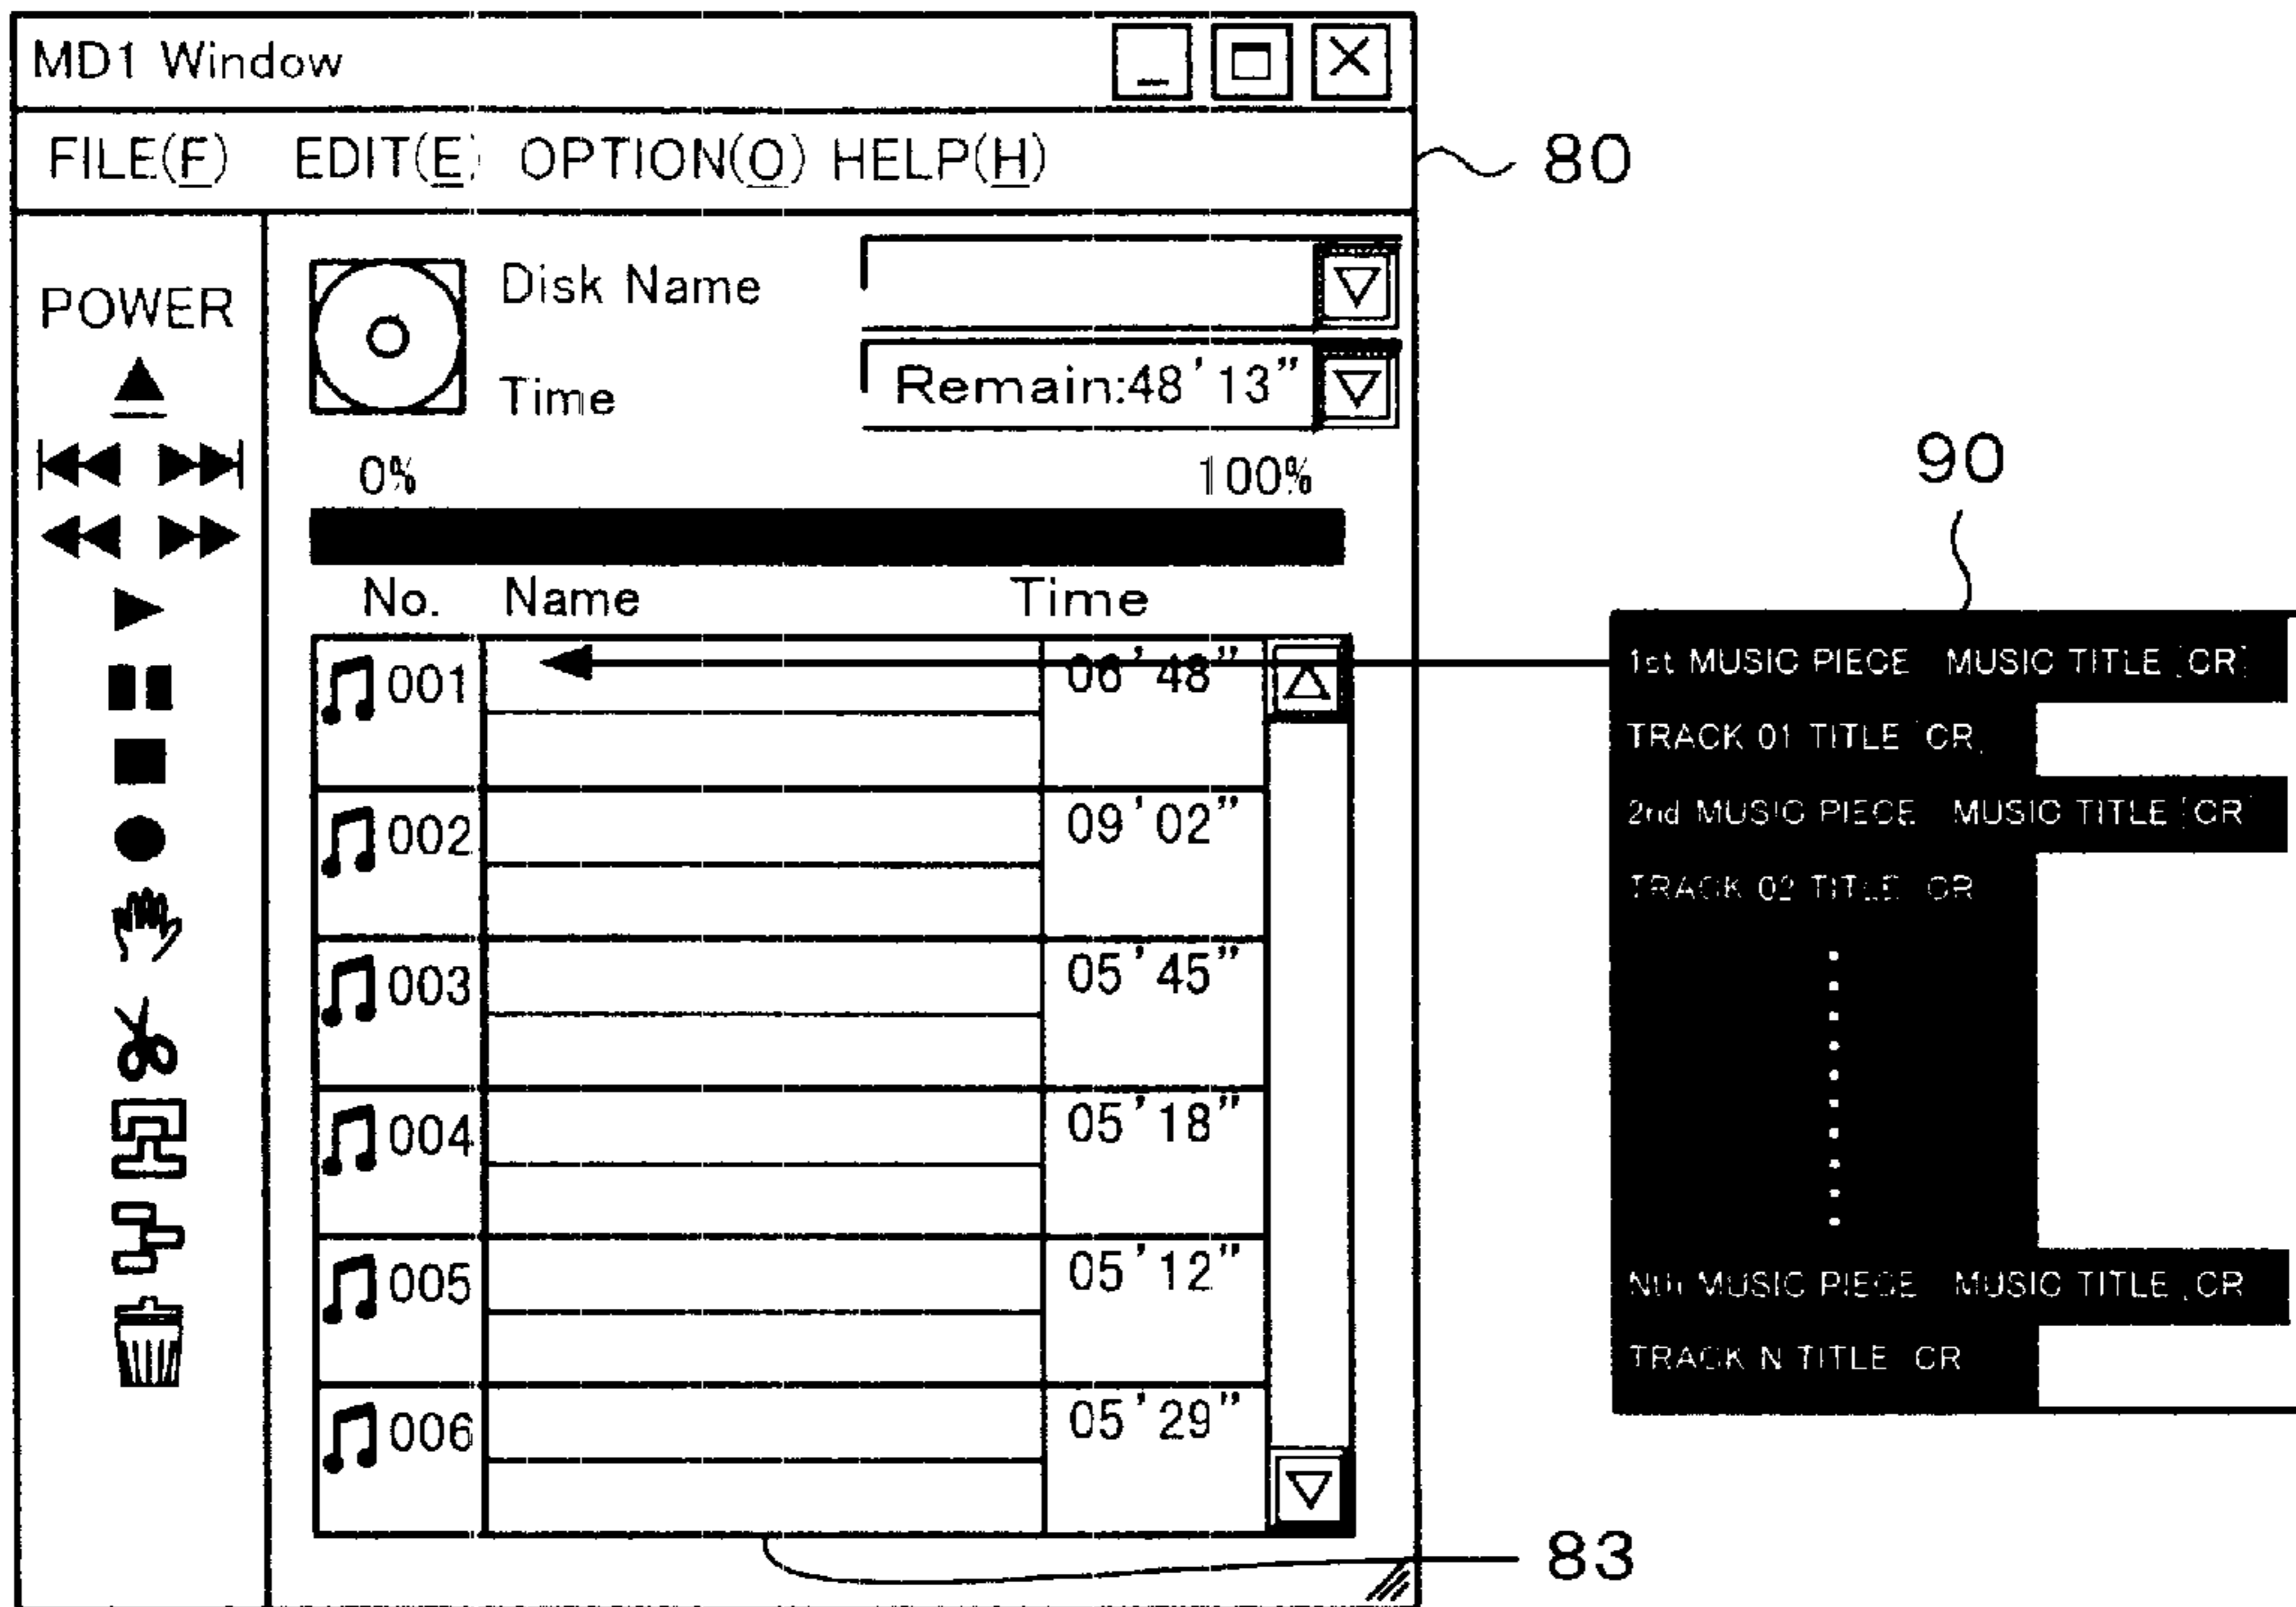 MD1 Window
FILE(F) EDIT(E) OPTION(O) HELP(H)
80
POWER
Disk Name
Time
Remain:48'13"
0% 100%
No. Name Time
001 06'48"
002 09'02"
003 05'45"
004 05'18"
005 05'12"
006 05'29"
83
90
1st MUSIC PIECE MUSIC TITLE [CR]
TRACK 01 TITLE [CR]
2nd MUSIC PIECE MUSIC TITLE [CR]
TRACK 02 TITLE CR
Nth MUSIC PIECE MUSIC TITLE [CR
TRACK N TITLE CR